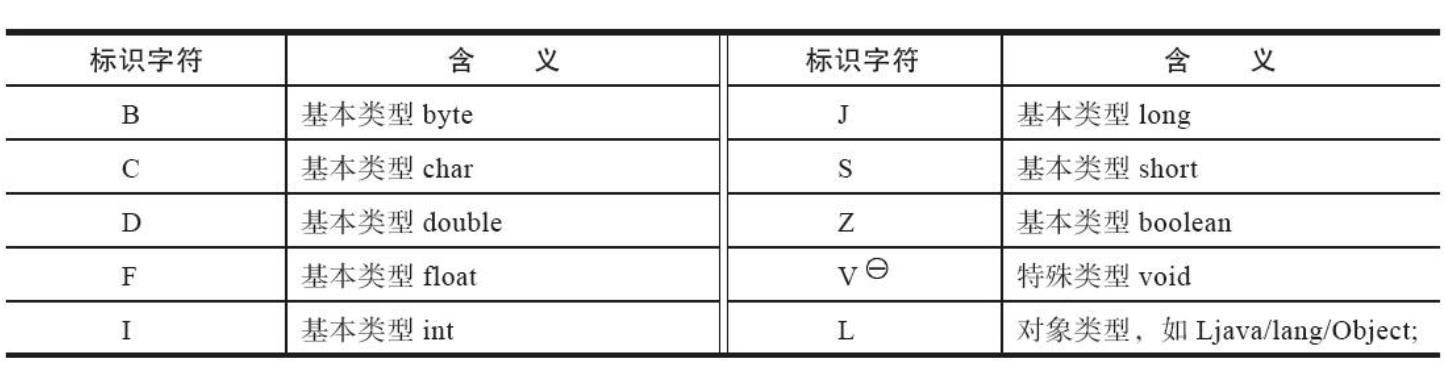 标识字符 含 义 标识字符 含 义
B 基本类型 byte J 基本类型 long
C 基本类型 char S 基本类型 short
D 基本类型 double Z 基本类型 boolean
F 基本类型 float V㊀ 特殊类型 void
I 基本类型 int L 对象类型，如 Ljava/lang/Object;